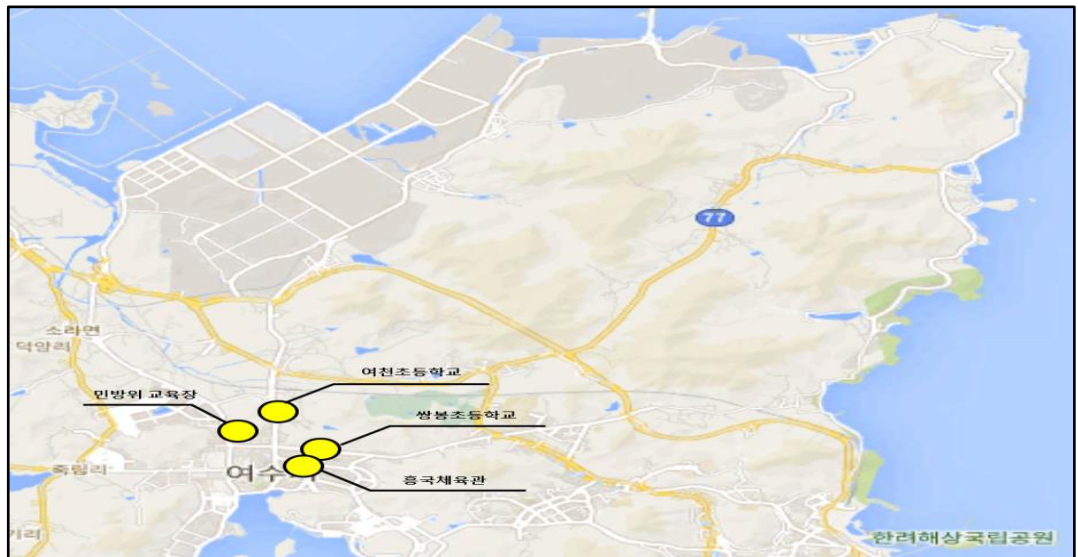 77
소라면
덕양리
여천초등학교
민방위 교육장
쌍봉초등학교
죽림리
여수
흥국체육관
한려해상국립공원